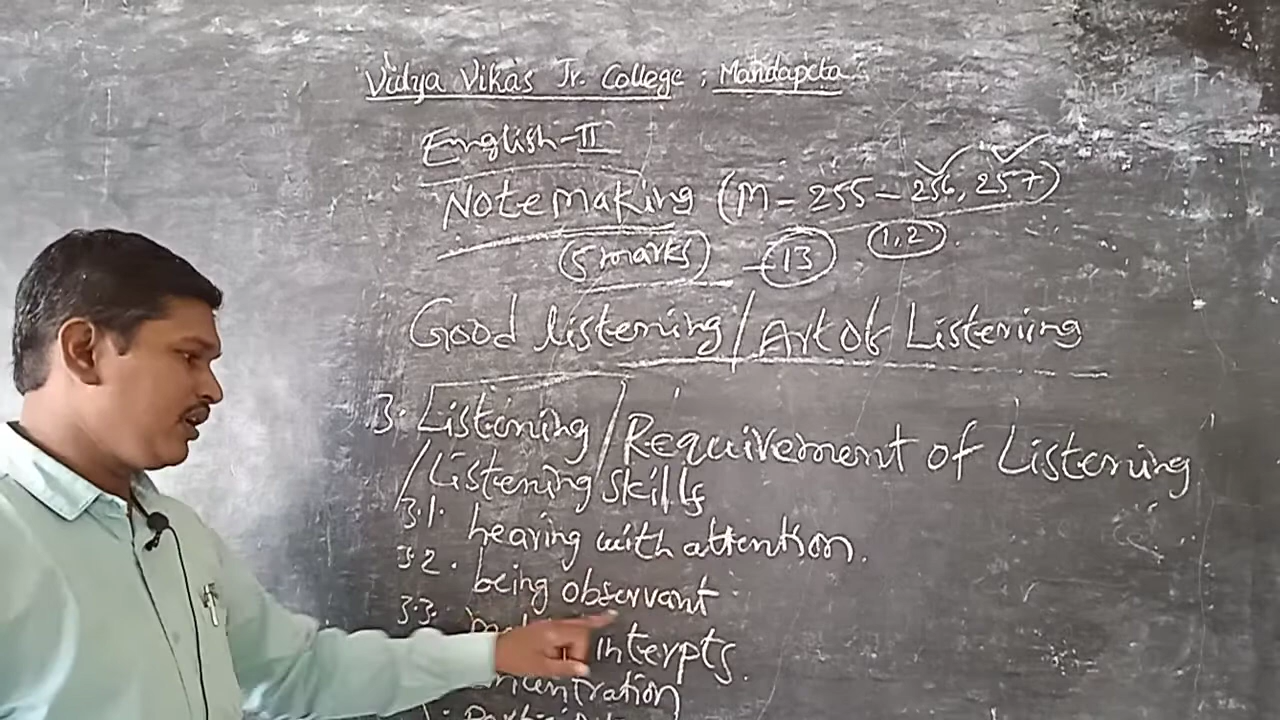 Vidya Vikas Jr. College ; Mandapeta
English-II
Notemaking (M - 255 - 256, 257)
(5 marks) - 13 1,2
Good listening/Art of Listening
3. Listening/Requirement of Listening
/Listening skills
3.1. hearing with attention.
3.2. being observant
3.3. interpts.